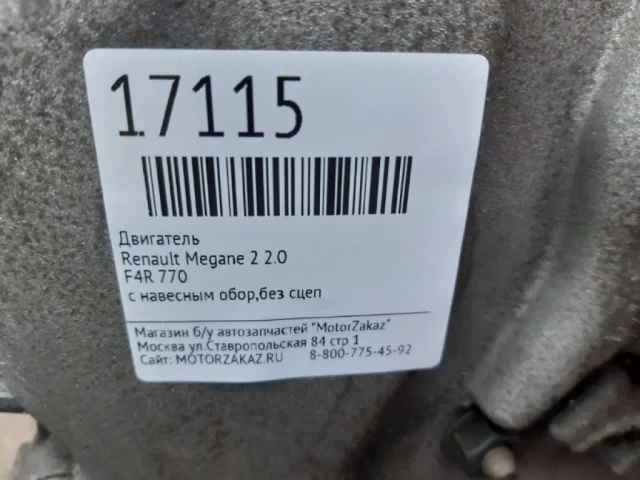 17115
Двигатель
Renault Megane 2 2.0
F4R 770
с навесным обор,без сцеп
Магазин б/у автозапчастей "MotorZakaz"
Москва ул.Ставропольская 84 стр 1
Сайт: MOTORZAKAZ.RU 8-800-775-45-92